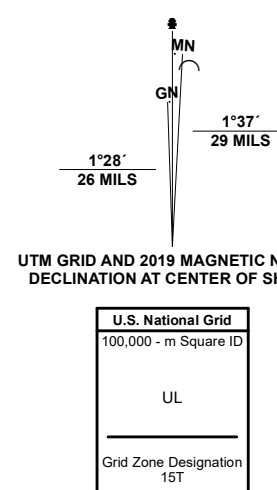 MN
GN
1°37´
29 MILS
1°28´
26 MILS
UTM GRID AND 2019 MAGNETIC N
DECLINATION AT CENTER OF SH
U.S. National Grid
100,000 - m Square ID
UL
Grid Zone Designation
15T